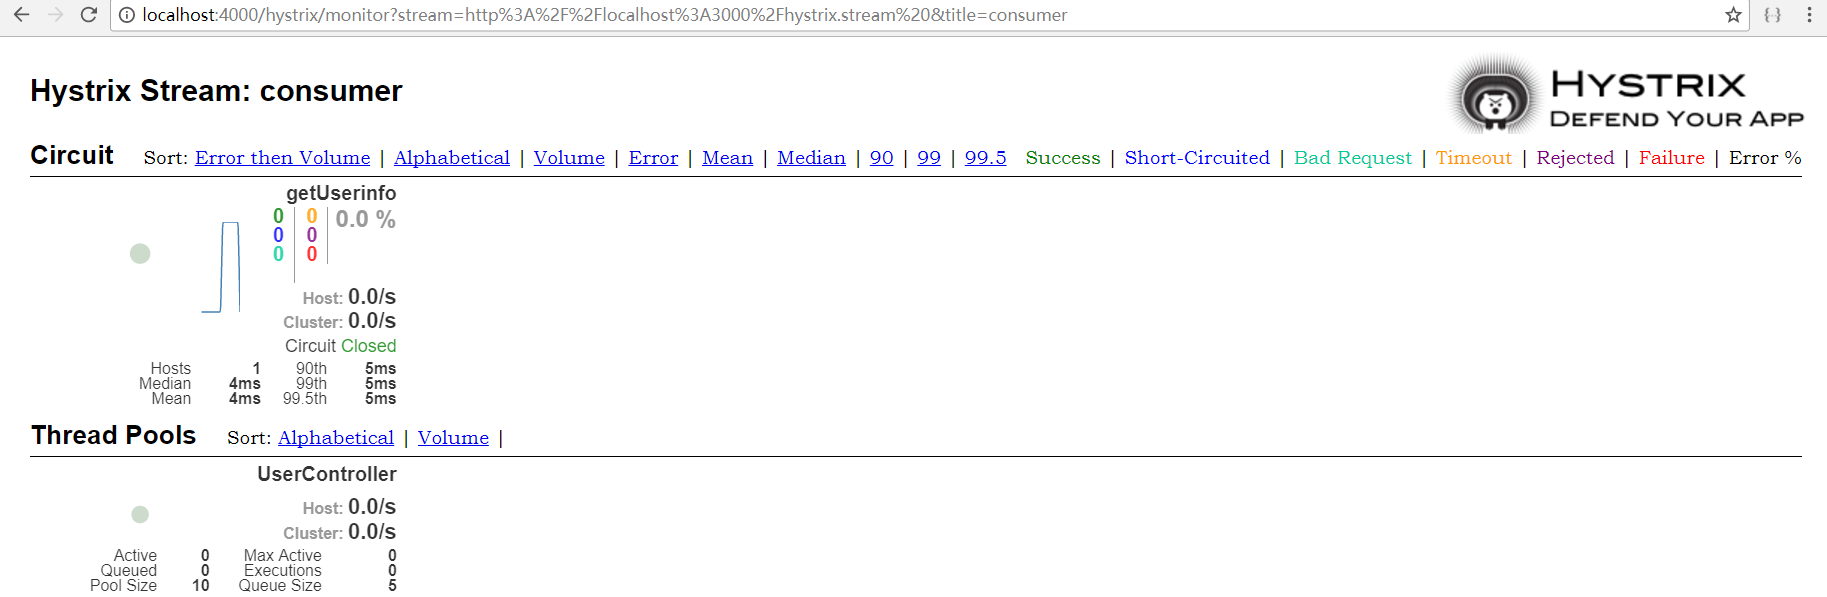 localhost:4000/hystrix/monitor?stream=http%3A%2F%2Flocalhost%3A3000%2Fhystrix.stream%20&title=consumer
Hystrix Stream: consumer
HYSTRIX
DEFEND YOUR APP
Circuit Sort: Error then Volume | Alphabetical | Volume | Error | Mean | Median | 90 | 99 | 99.5 Success | Short-Circuited | Bad Request | Timeout | Rejected | Failure | Error %
getUserinfo
0 0 0.0 %
0 0
0 0
Host: 0.0/s
Cluster: 0.0/s
Circuit Closed
Hosts 1 90th 5ms
Median 4ms 99th 5ms
Mean 4ms 99.5th 5ms
Thread Pools Sort: Alphabetical | Volume |
UserController
Host: 0.0/s
Cluster: 0.0/s
Active 0 Max Active 0
Queued 0 Executions 0
Pool Size 10 Queue Size 5